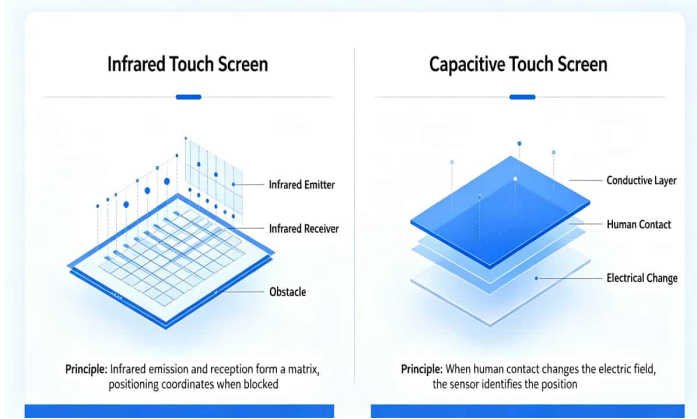 Infrared Touch Screen
Infrared Emitter
Infrared Receiver
Obstacle
Principle: Infrared emission and reception form a matrix,
positioning coordinates when blocked
Capacitive Touch Screen
Conductive Layer
Human Contact
Electrical Change
Principle: When human contact changes the electric field,
the sensor identifies the position